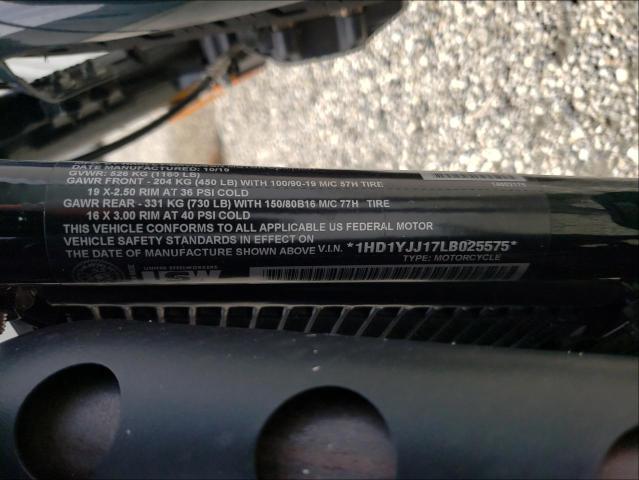 DATE MANUFACTURED: 10/19
GVWR: 526 KG (1160 LB)
GAWR FRONT - 204 KG (450 LB) WITH 100/90-19 M/C 57H TIRE
19 X-2.50 RIM AT 36 PSI COLD
GAWR REAR - 331 KG (730 LB) WITH 150/80B16 M/C 77H TIRE
16 X 3.00 RIM AT 40 PSI COLD
THIS VEHICLE CONFORMS TO ALL APPLICABLE US FEDERAL MOTOR
VEHICLE SAFETY STANDARDS IN EFFECT ON
THE DATE OF MANUFACTURE SHOWN ABOVE V.I.N. *1HD1YJJ17LB025575*
TYPE: MOTORCYCLE
UNITED STEELWORKERS